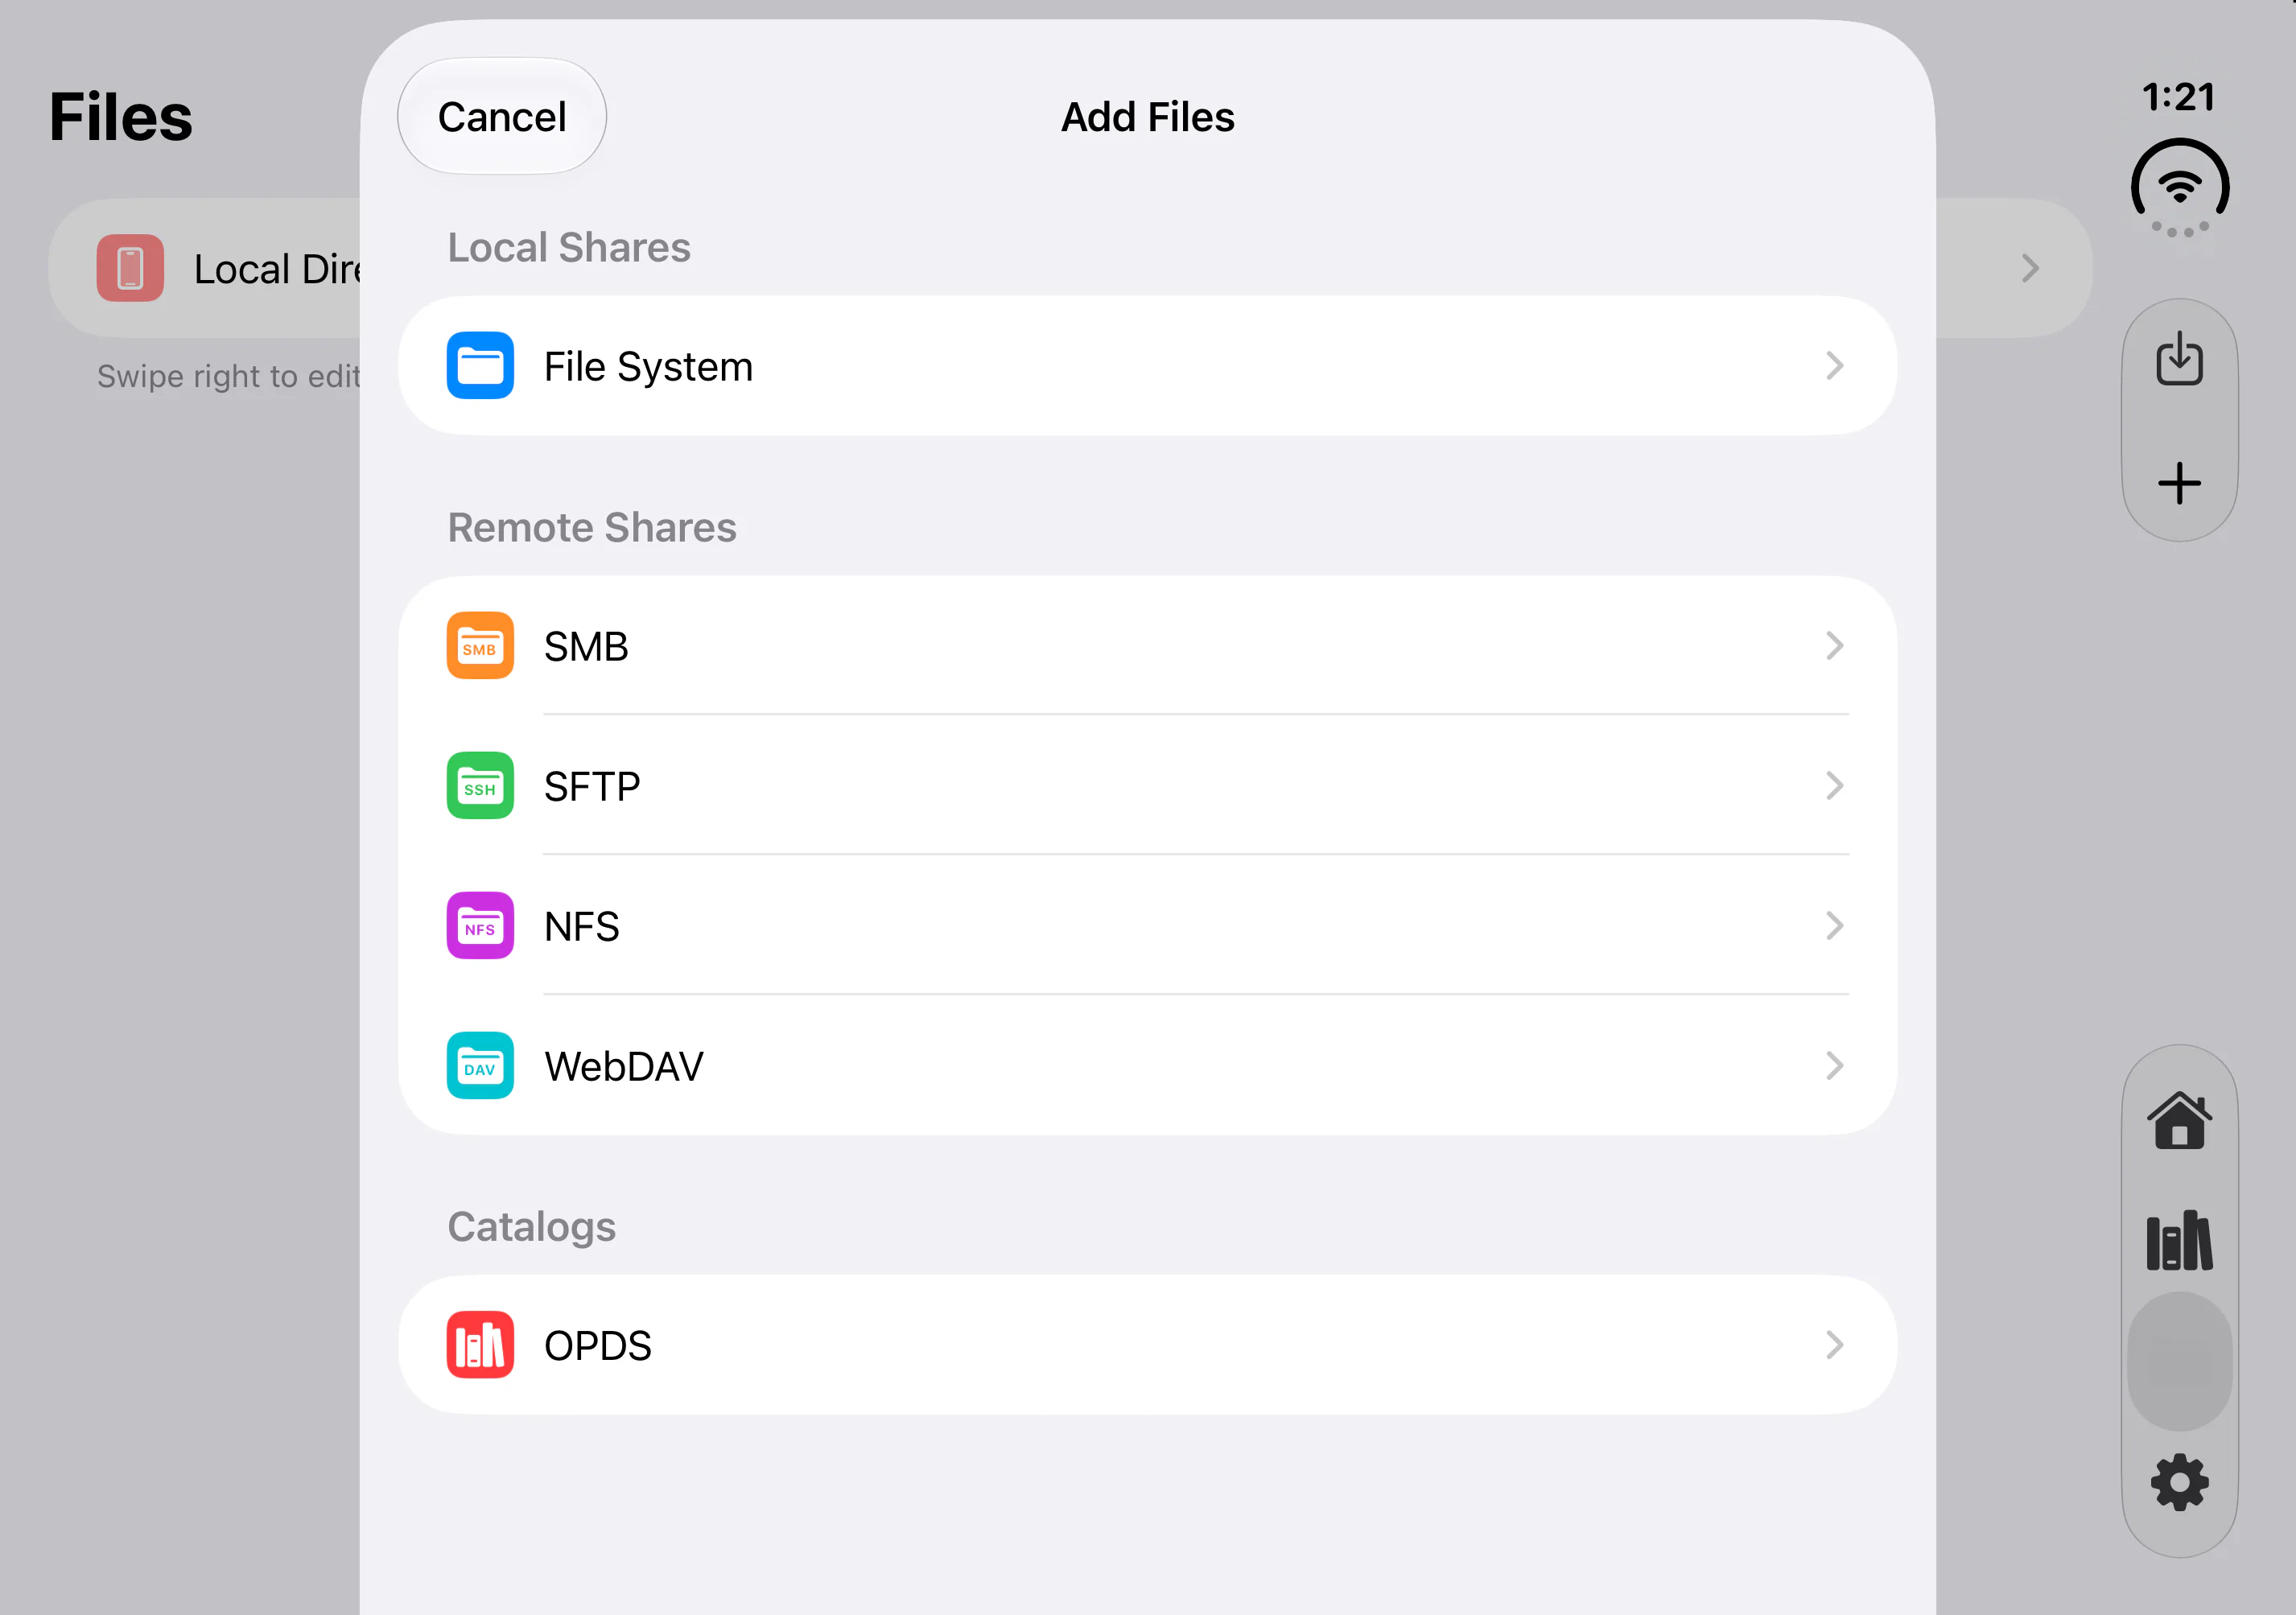 Files
Cancel
Add Files
1:21
Local Dire
Swipe right to edit
Local Shares
File System
Remote Shares
SMB
SMB
SSH
SFTP
NFS
NFS
DAV
WebDAV
Catalogs
OPDS